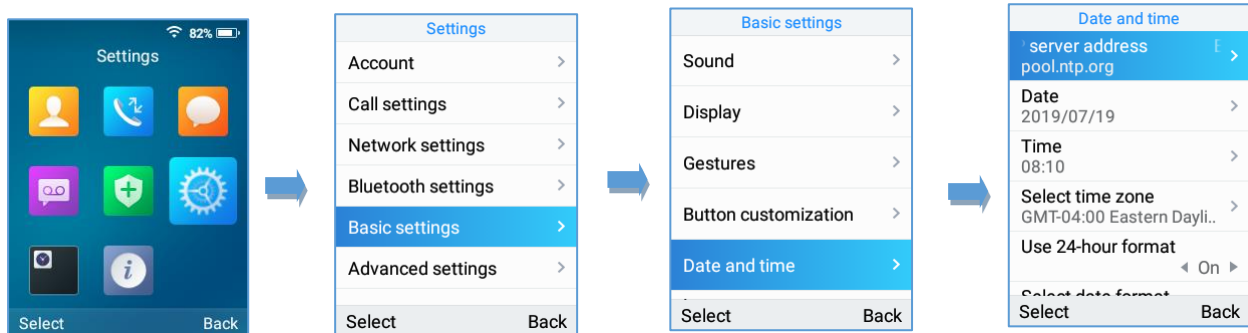 82%
Settings
Select Back
Settings
Account
Call settings
Network settings
Bluetooth settings
Basic settings
Advanced settings
Select Back
Basic settings
Sound
Display
Gestures
Button customization
Date and time
Select Back
Date and time
server address E
pool.ntp.org
Date
2019/07/19
Time
08:10
Select time zone
GMT-04:00 Eastern Dayli..
Use 24-hour format
On
Select date format
Select Back